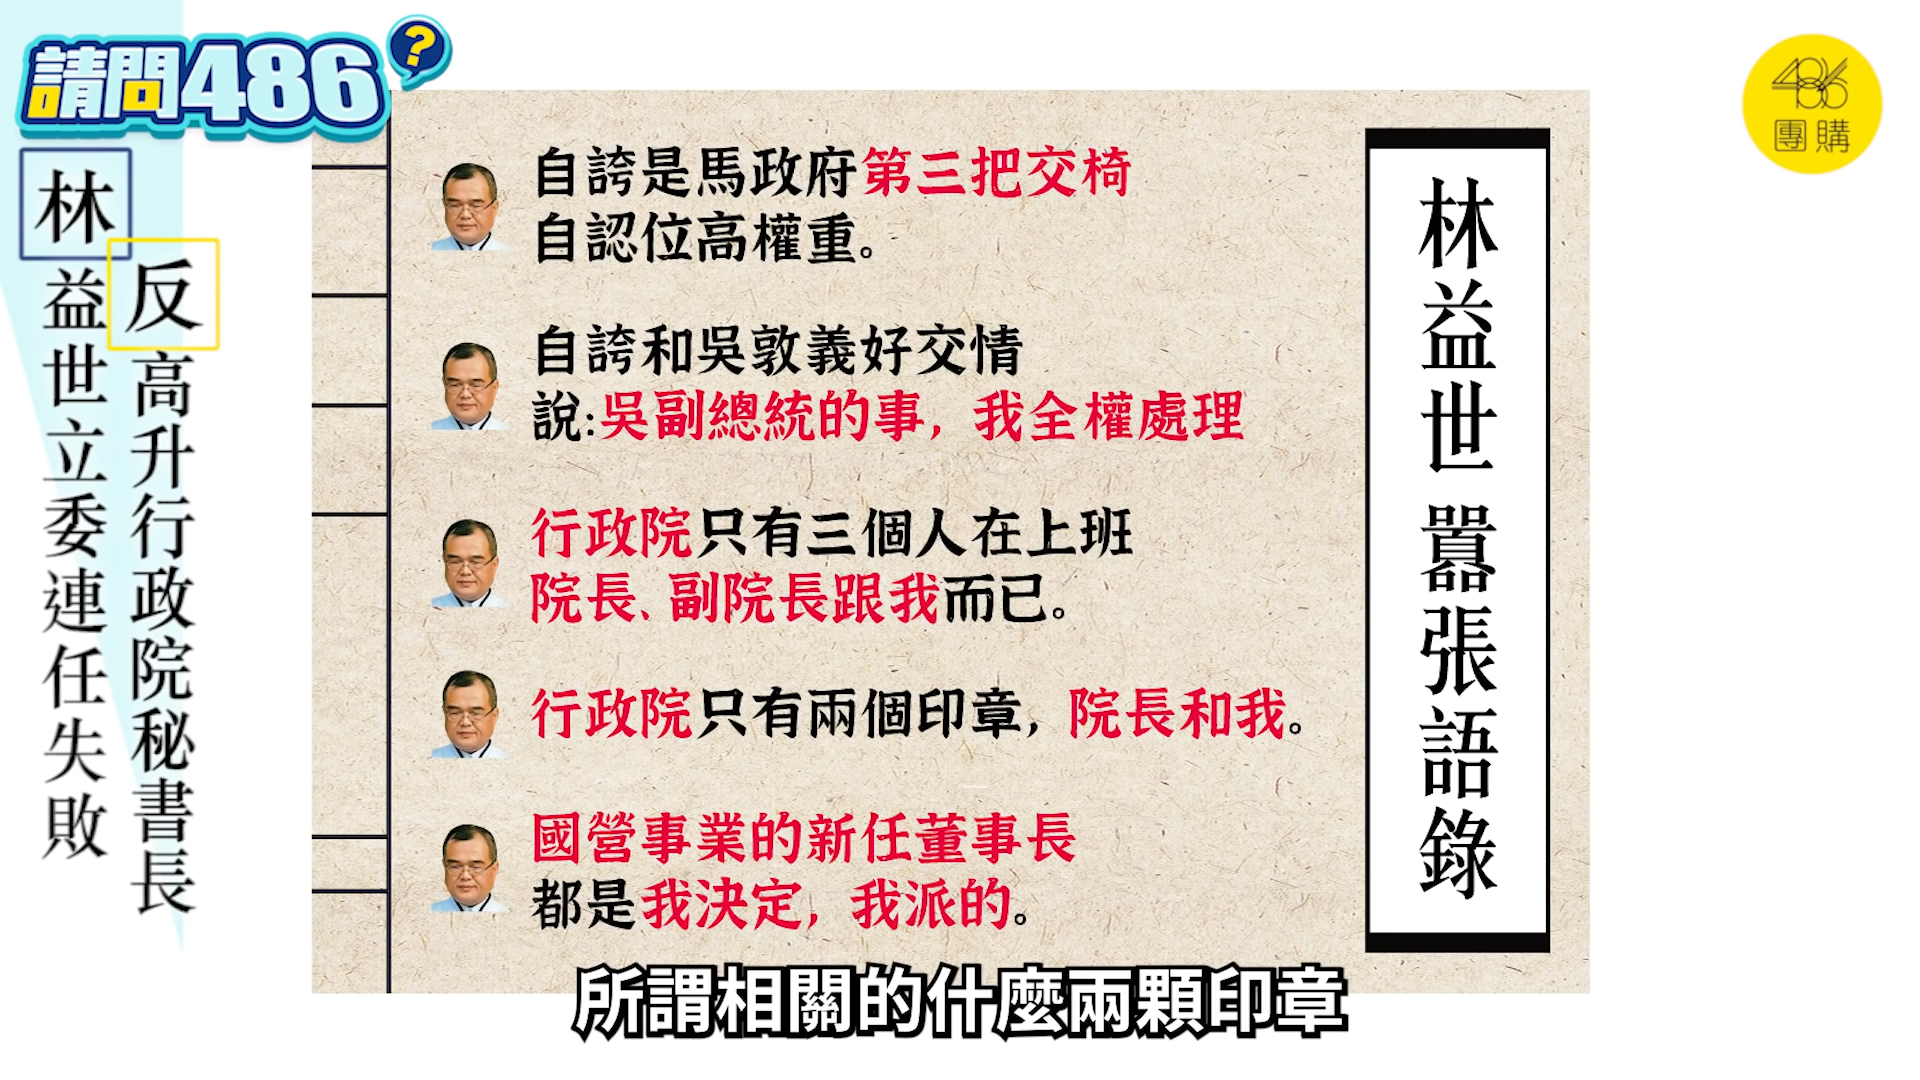 請問486?
486
團購
林益世立委連任失敗
反高升行政院秘書長
林益世 囂張語錄
自誇是馬政府第三把交椅
自認位高權重。
自誇和吳敦義好交情
說:吳副總統的事，我全權處理
行政院只有三個人在上班
院長、副院長跟我而已。
行政院只有兩個印章，院長和我。
國營事業的新任董事長
都是我決定，我派的。
所謂相關的什麼兩顆印章